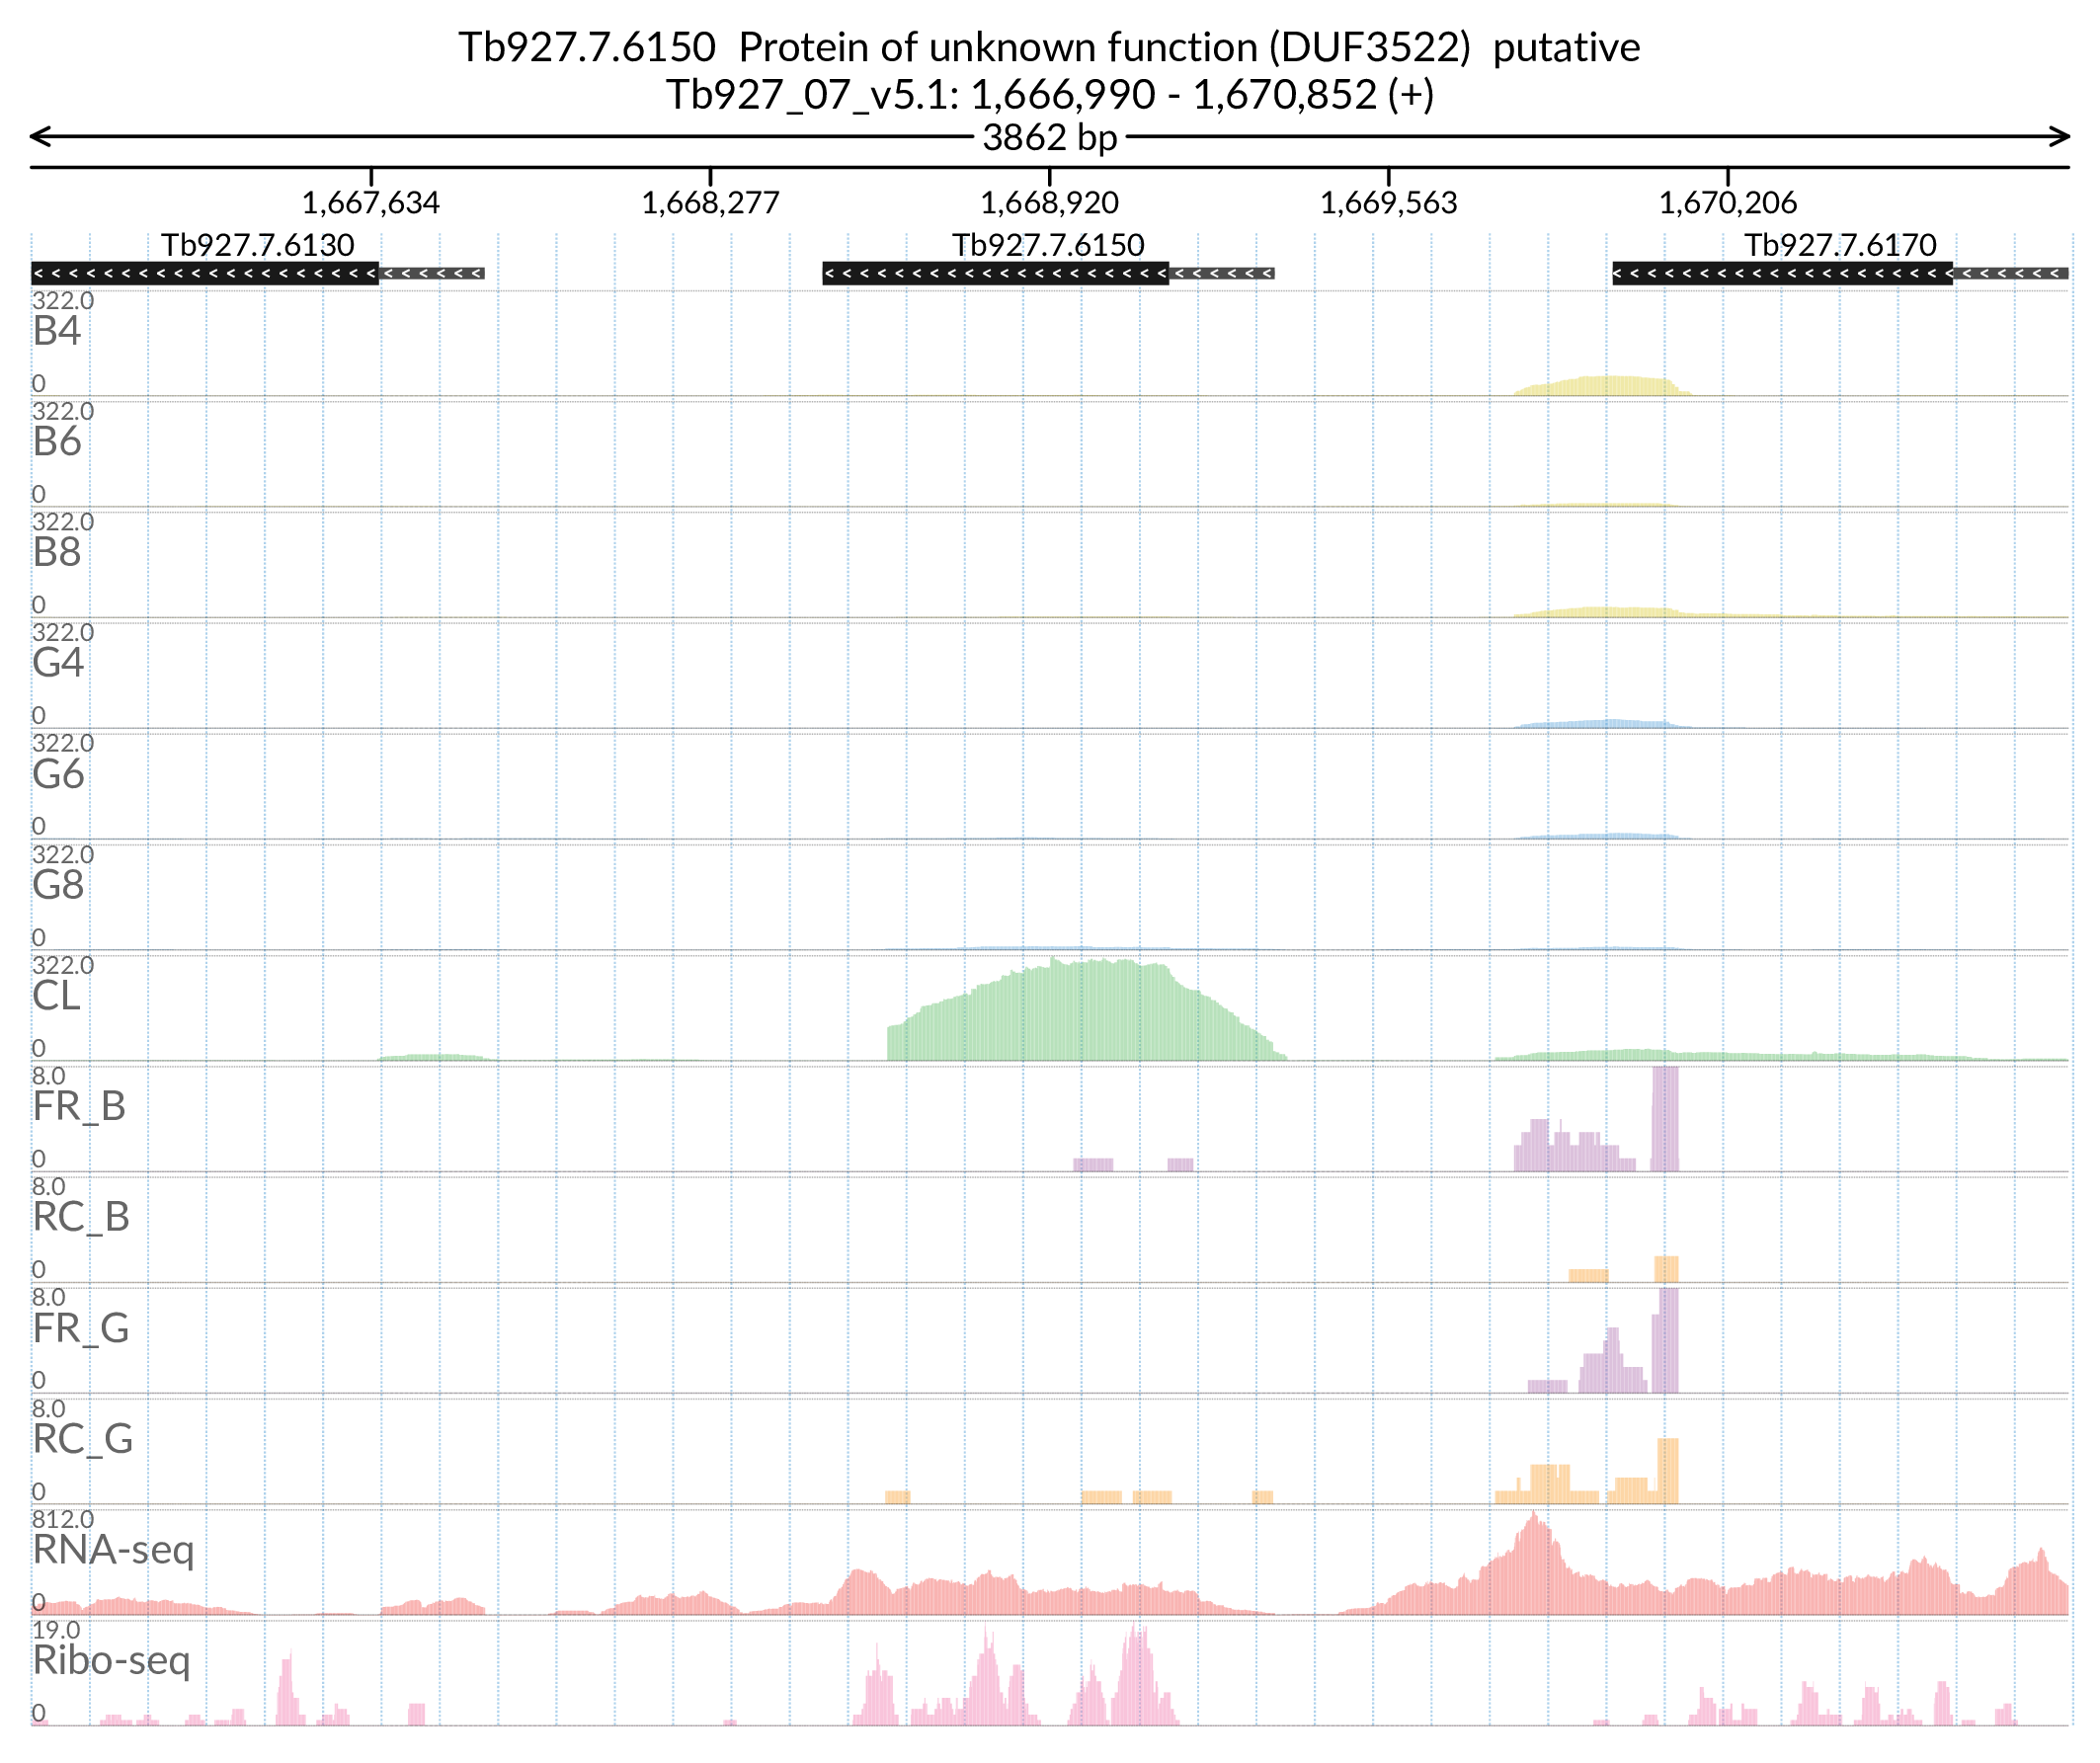 Tb927.7.6150  Protein of unknown function (DUF3522)  putative
Tb927_07_v5.1: 1,666,990 - 1,670,852 (+)
3862 bp
1,667,634 1,668,277 1,668,920 1,669,563 1,670,206
Tb927.7.6130 Tb927.7.6150 Tb927.7.6170
322.0
B4
0
322.0
B6
0
322.0
B8
0
322.0
G4
0
322.0
G6
0
322.0
G8
0
322.0
CL
0
8.0
FR_B
0
8.0
RC_B
0
8.0
FR_G
0
8.0
RC_G
0
812.0
RNA-seq
0
19.0
Ribo-seq
0